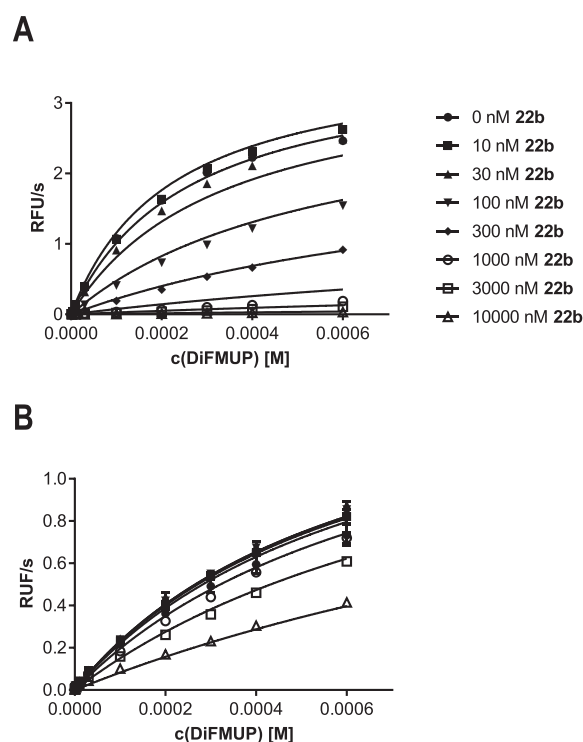 A
3
2
1
0
RFU/s
0.0000
0.0002
0.0004
0.0006
c(DiFMUP) [M]
0 nM 22b
10 nM 22b
30 nM 22b
100 nM 22b
300 nM 22b
1000 nM 22b
3000 nM 22b
10000 nM 22b
B
1.0
0.8
0.6
0.4
0.2
0.0
RUF/s
0.0000
0.0002
0.0004
0.0006
c(DiFMUP) [M]